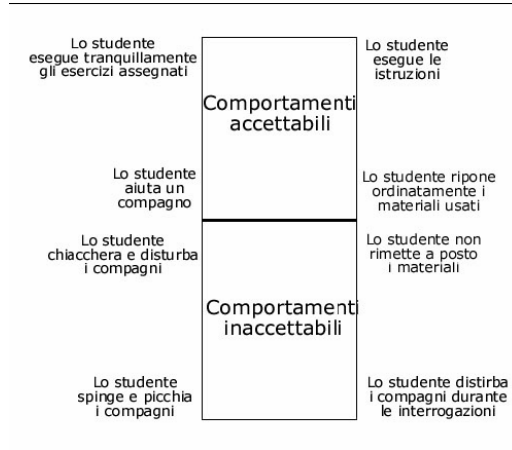 Lo studente
esegue tranquillamente
gli esercizi assegnati
Lo studente
esegue le
istruzioni
Comportamenti
accettabili
Lo studente
aiuta un
compagno
Lo studente ripone
ordinatamente i
materiali usati
Lo studente
chiacchera e disturba
i compagni
Lo studente non
rimette a posto
i materiali
Comportamenti
inaccettabili
Lo studente
spinge e picchia
i compagni
Lo studente distirba
i compagni durante
le interrogazioni